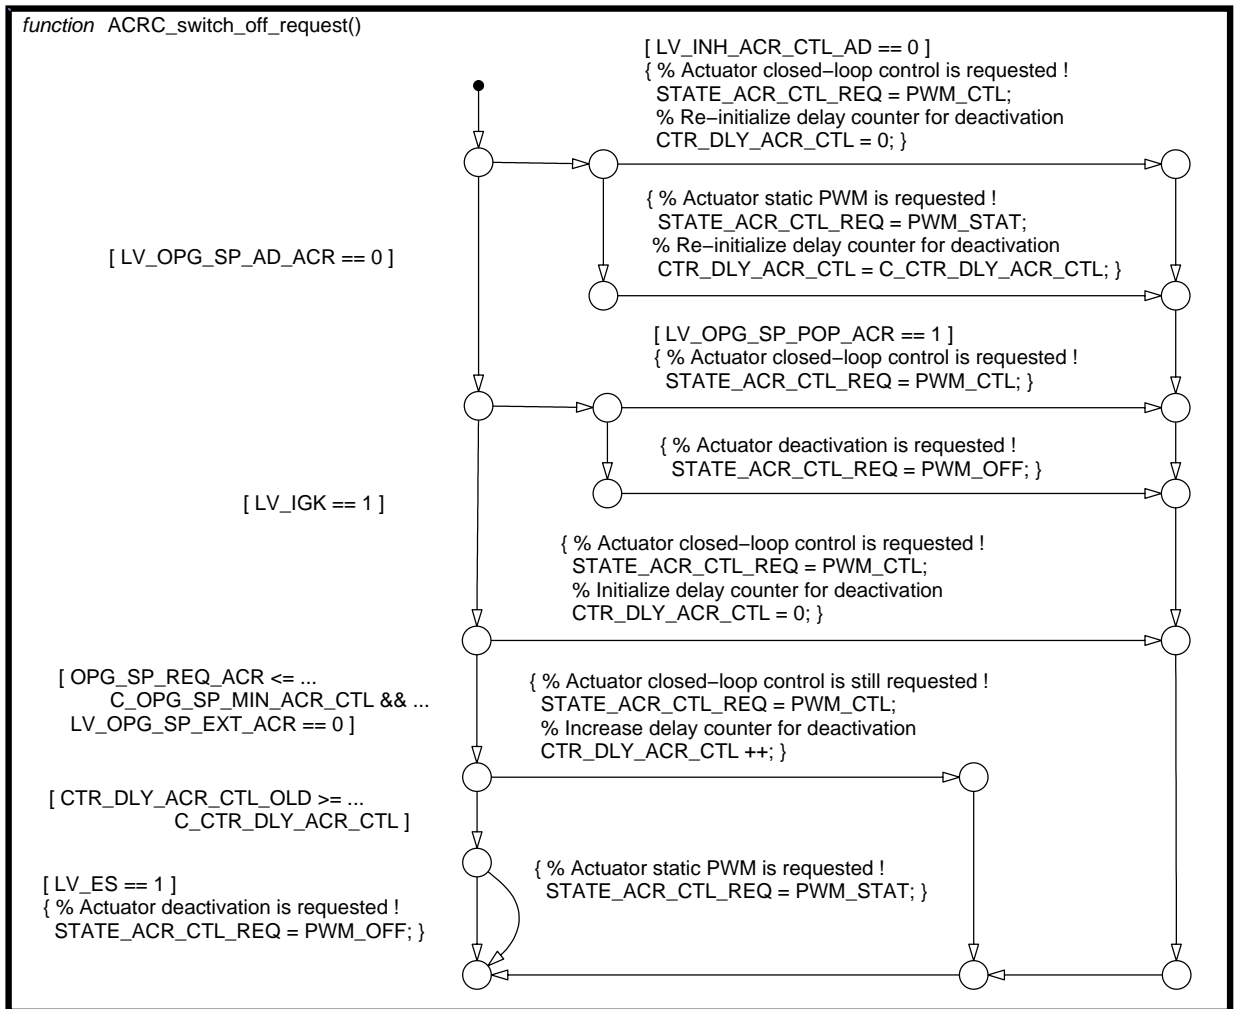 function ACRC_switch_off_request()
[ LV_INH_ACR_CTL_AD == 0 ]
{ % Actuator closed−loop control is requested !
STATE_ACR_CTL_REQ = PWM_CTL;
% Re−initialize delay counter for deactivation
CTR_DLY_ACR_CTL = 0; }
{ % Actuator static PWM is requested !
STATE_ACR_CTL_REQ = PWM_STAT;
% Re−initialize delay counter for deactivation
CTR_DLY_ACR_CTL = C_CTR_DLY_ACR_CTL; }
[ LV_OPG_SP_AD_ACR == 0 ]
[ LV_OPG_SP_POP_ACR == 1 ]
{ % Actuator closed−loop control is requested !
STATE_ACR_CTL_REQ = PWM_CTL; }
{ % Actuator deactivation is requested !
STATE_ACR_CTL_REQ = PWM_OFF; }
[ LV_IGK == 1 ]
{ % Actuator closed−loop control is requested !
STATE_ACR_CTL_REQ = PWM_CTL;
% Initialize delay counter for deactivation
CTR_DLY_ACR_CTL = 0; }
[ OPG_SP_REQ_ACR <= ...
C_OPG_SP_MIN_ACR_CTL && ...
LV_OPG_SP_EXT_ACR == 0 ]
{ % Actuator closed−loop control is still requested !
STATE_ACR_CTL_REQ = PWM_CTL;
% Increase delay counter for deactivation
CTR_DLY_ACR_CTL ++; }
[ CTR_DLY_ACR_CTL_OLD >= ...
C_CTR_DLY_ACR_CTL ]
{ % Actuator static PWM is requested !
STATE_ACR_CTL_REQ = PWM_STAT; }
[ LV_ES == 1 ]
{ % Actuator deactivation is requested !
STATE_ACR_CTL_REQ = PWM_OFF; }